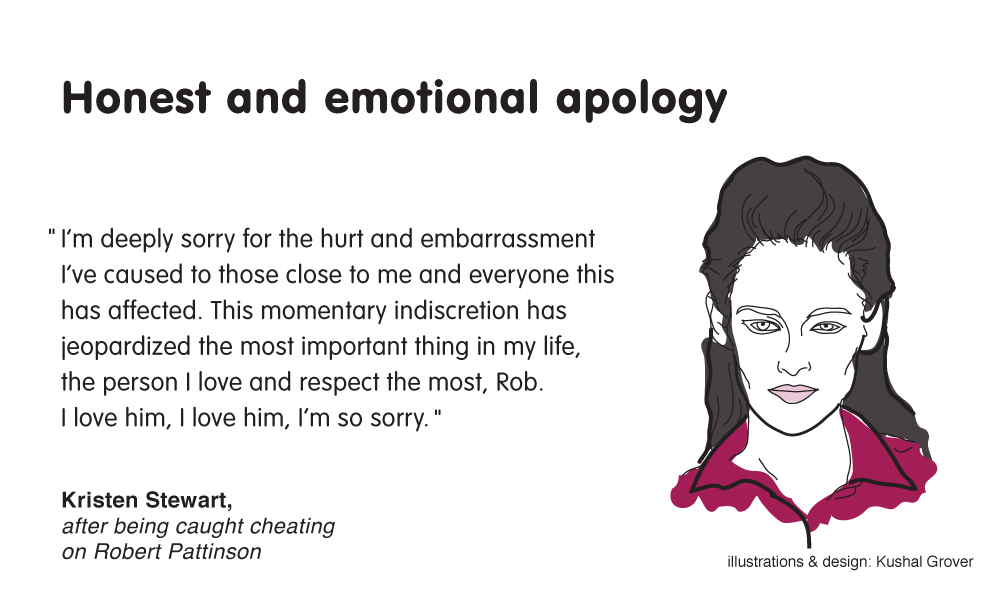 Honest and emotional apology
"I'm deeply sorry for the hurt and embarrassment
I've caused to those close to me and everyone this
has affected. This momentary indiscretion has
jeopardized the most important thing in my life,
the person I love and respect the most, Rob.
I love him, I love him, I'm so sorry."
Kristen Stewart,
after being caught cheating
on Robert Pattinson
illustrations & design: Kushal Grover